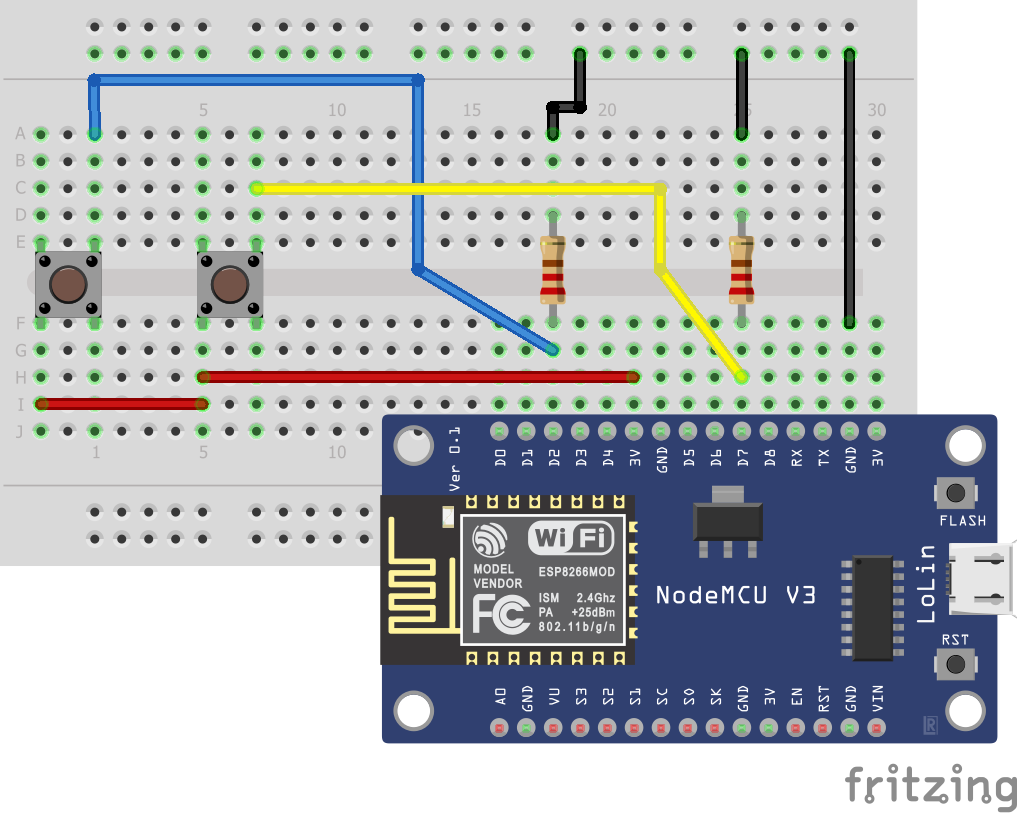 5 10 15 20 25 30
A
B
C
D
E
F
G
H
I
J
1 5 10
Ver 0.1
D0 D1 D2 D3 D4 3V GND D5 D6 D7 D8 RX TX GND 3V
FLASH
Wi Fi
MODEL
VENDOR
ESP8266MOD
FC
ISM 2.4Ghz
PA +25dBm
802.11b/g/n
NodeMCU V3
LoLin
RST
A0 GND VU S3 S2 S1 SC S0 SK GND 3V EN RST GND VIN
R
fritzing